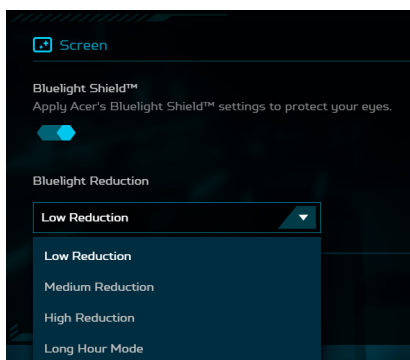 Screen
Bluelight Shield™
Apply Acer's Bluelight Shield™ settings to protect your eyes.
Bluelight Reduction
Low Reduction
Low Reduction
Medium Reduction
High Reduction
Long Hour Mode